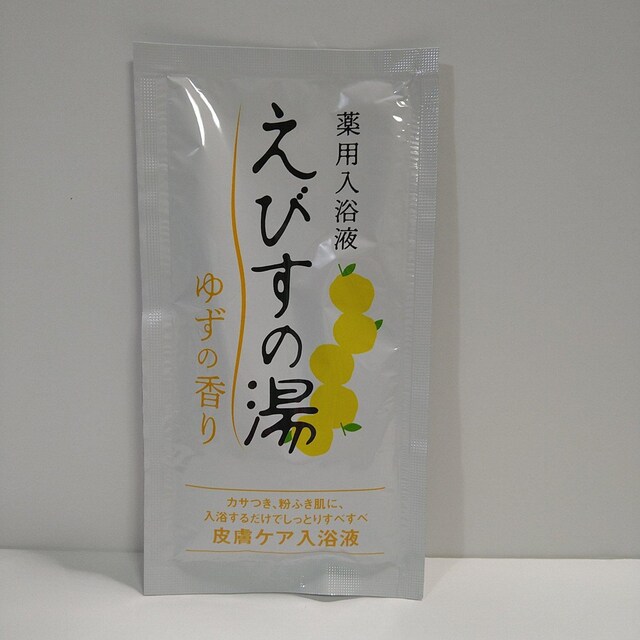 薬用入浴液
えびすの湯
ゆずの香り
カサつき、粉ふき肌に、
入浴するだけでしっとりすべすべ
皮膚ケア入浴液